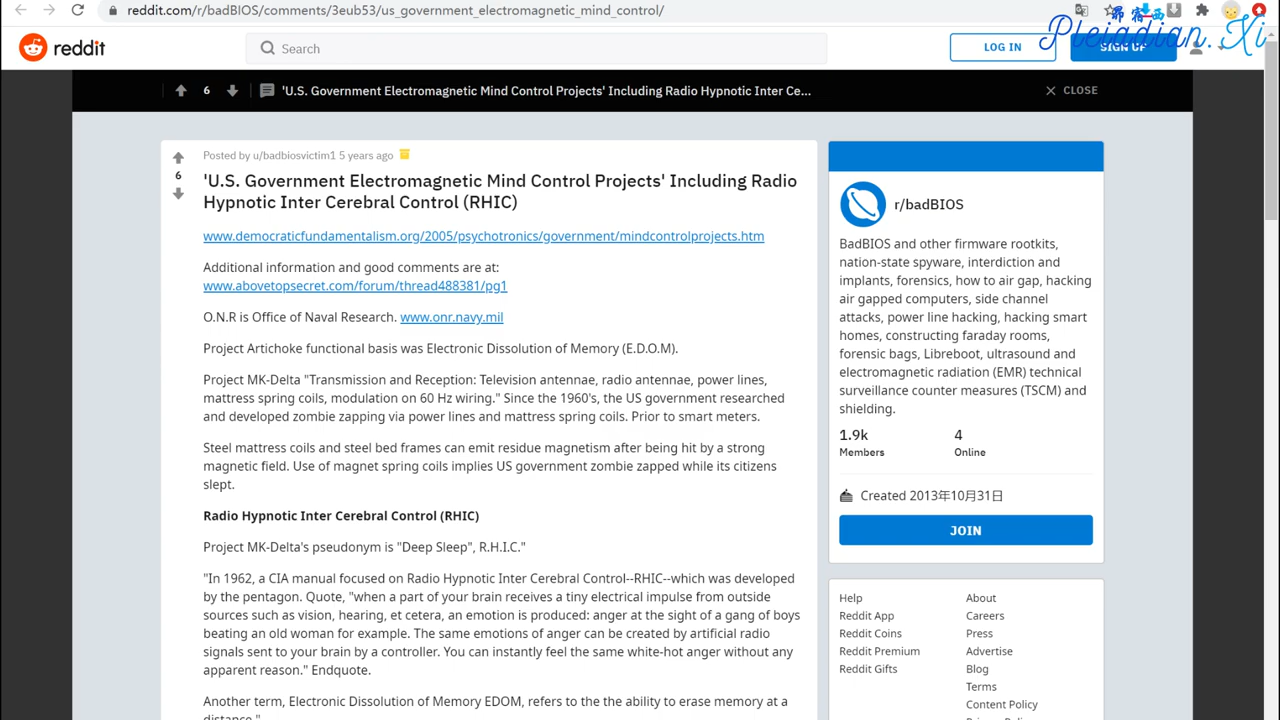 reddit.com/r/badBIOS/comments/3eub53/us_government_electromagnetic_mind_control/
昴宿西
Pleiadian.Xi
reddit
Search
LOG IN
SIGN UP
6
'U.S. Government Electromagnetic Mind Control Projects' Including Radio Hypnotic Inter Ce...
CLOSE
Posted by u/badbiosvictim1 5 years ago
6
'U.S. Government Electromagnetic Mind Control Projects' Including Radio
Hypnotic Inter Cerebral Control (RHIC)
www.democraticfundamentalism.org/2005/psychotronics/government/mindcontrolprojects.htm
Additional information and good comments are at:
www.abovetopsecret.com/forum/thread488381/pg1
O.N.R is Office of Naval Research. www.onr.navy.mil
Project Artichoke functional basis was Electronic Dissolution of Memory (E.D.O.M).
Project MK-Delta "Transmission and Reception: Television antennae, radio antennae, power lines,
mattress spring coils, modulation on 60 Hz wiring." Since the 1960's, the US government researched
and developed zombie zapping via power lines and mattress spring coils. Prior to smart meters.
Steel mattress coils and steel bed frames can emit residue magnetism after being hit by a strong
magnetic field. Use of magnet spring coils implies US government zombie zapped while its citizens
slept.
Radio Hypnotic Inter Cerebral Control (RHIC)
Project MK-Delta's pseudonym is "Deep Sleep", R.H.I.C."
"In 1962, a CIA manual focused on Radio Hypnotic Inter Cerebral Control--RHIC--which was developed
by the pentagon. Quote, "when a part of your brain receives a tiny electrical impulse from outside
sources such as vision, hearing, et cetera, an emotion is produced: anger at the sight of a gang of boys
beating an old woman for example. The same emotions of anger can be created by artificial radio
signals sent to your brain by a controller. You can instantly feel the same white-hot anger without any
apparent reason." Endquote.
Another term, Electronic Dissolution of Memory EDOM, refers to the the ability to erase memory at a
distance."
r/badBIOS
BadBIOS and other firmware rootkits,
nation-state spyware, interdiction and
implants, forensics, how to air gap, hacking
air gapped computers, side channel
attacks, power line hacking, hacking smart
homes, constructing faraday rooms,
forensic bags, Libreboot, ultrasound and
electromagnetic radiation (EMR) technical
surveillance counter measures (TSCM) and
shielding.
1.9k
4
Members
Online
Created 2013年10月31日
JOIN
Help
About
Reddit App
Careers
Reddit Coins
Press
Reddit Premium
Advertise
Reddit Gifts
Blog
Terms
Content Policy